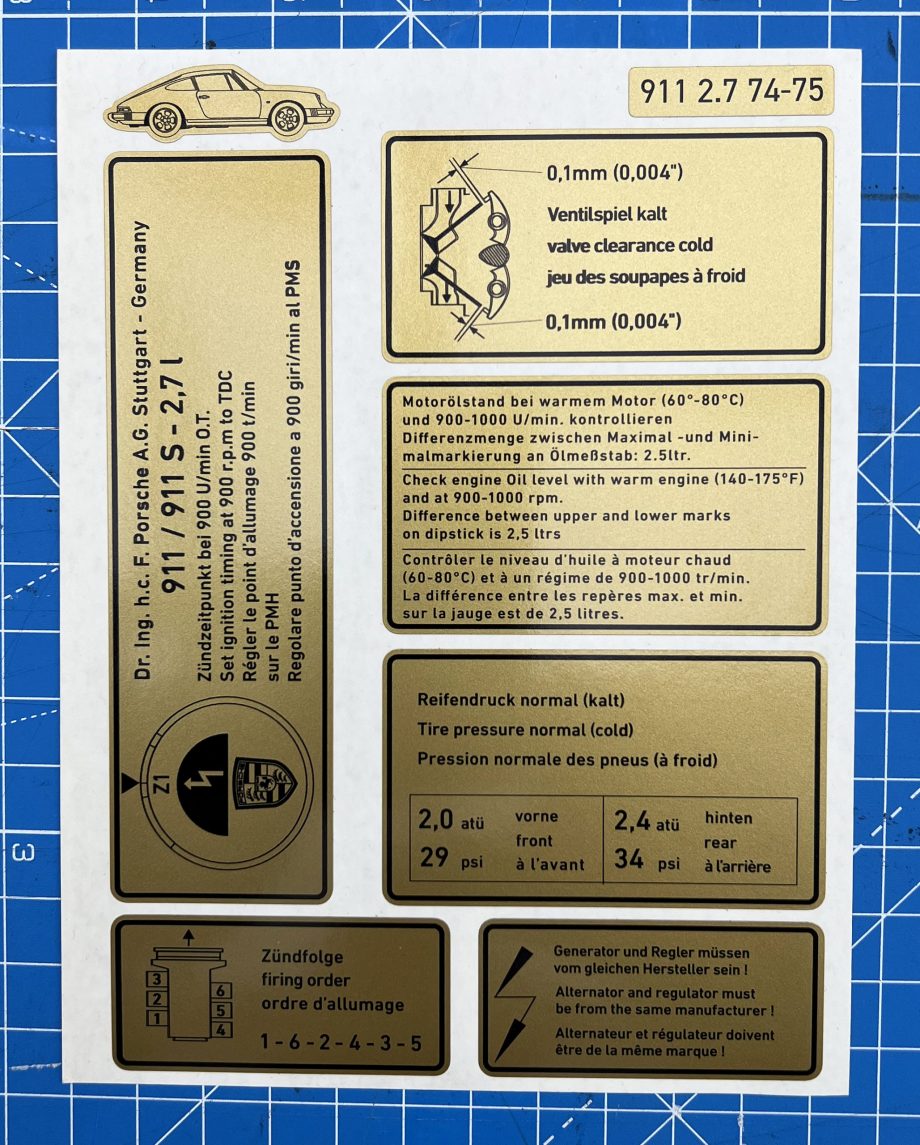 911 2.7 74-75
Dr. Ing. h.c. F. Porsche A.G. Stuttgart - Germany
911 / 911 S - 2,7 l
Zündzeitpunkt bei 900 U/min O.T.
Set ignition timing at 900 r.p.m to TDC
Régler le point d'allumage 900 t/min
sur le PMH
Regolare punto d'accensione a 900 giri/min al PMS
Z1
PORSCHE
0,1mm (0,004")
Ventilspiel kalt
valve clearance cold
jeu des soupapes à froid
0,1mm (0,004")
Motorölstand bei warmem Motor (60°-80°C)
und 900-1000 U/min. kontrollieren
Differenzmenge zwischen Maximal -und Mini-
malmarkierung an Ölmeßstab: 2.5ltr.
Check engine Oil level with warm engine (140-175°F)
and at 900-1000 rpm.
Difference between upper and lower marks
on dipstick is 2,5 ltrs
Contrôler le niveau d'huile à moteur chaud
(60-80°C) et à un régime de 900-1000 tr/min.
La différence entre les repères max. et min.
sur la jauge est de 2,5 litres.
Reifendruck normal (kalt)
Tire pressure normal (cold)
Pression normale des pneus (à froid)
2,0 atü vorne
front
29 psi à l'avant
2,4 atü hinten
rear
34 psi à l'arrière
3
2
1
6
5
4
Zündfolge
firing order
ordre d'allumage
1 - 6 - 2 - 4 - 3 - 5
Generator und Regler müssen
vom gleichen Hersteller sein !
Alternator and regulator must
be from the same manufacturer !
Alternateur et régulateur doivent
être de la même marque !
3